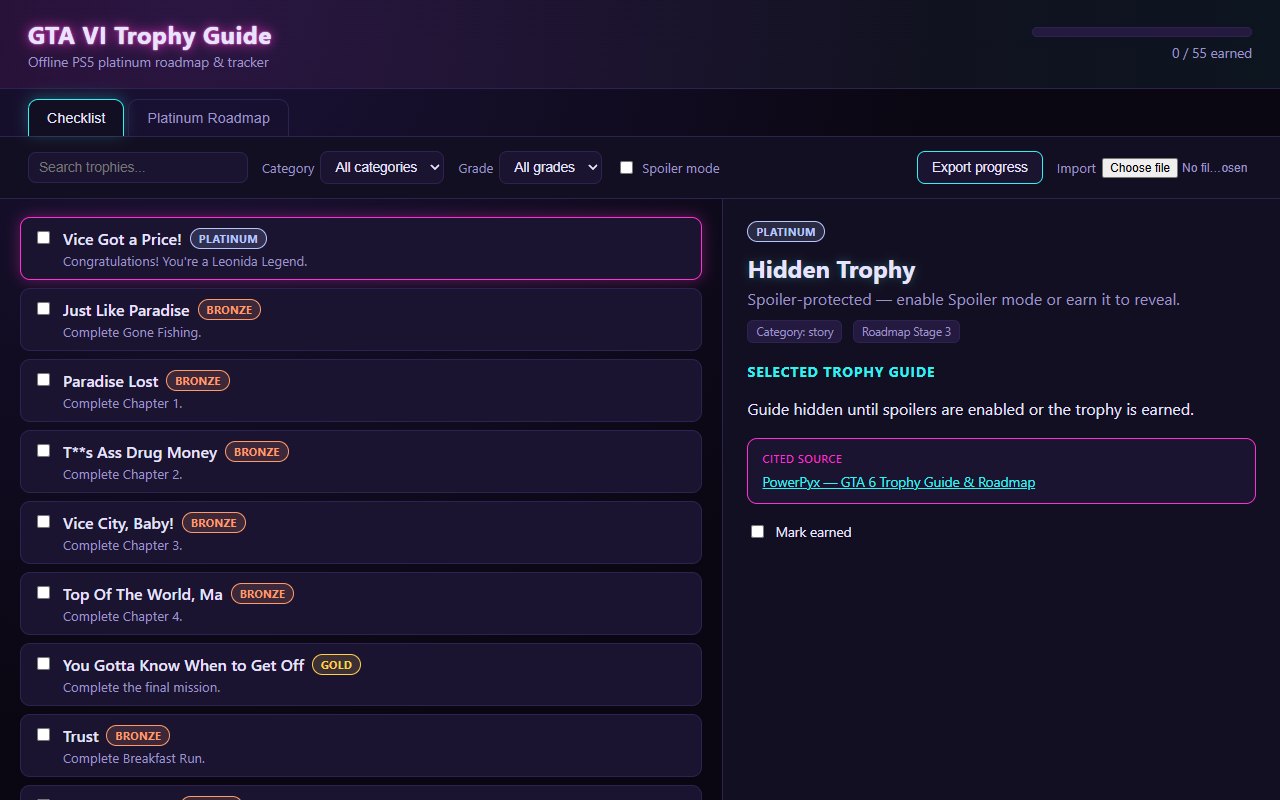 GTA VI Trophy Guide
Offline PS5 platinum roadmap & tracker
0 / 55 earned
Checklist
Platinum Roadmap
Search trophies...
Category
All categories
Grade
All grades
Spoiler mode
Export progress
Import
Choose file
No fil...osen
Vice Got a Price!
PLATINUM
Congratulations! You're a Leonida Legend.
Just Like Paradise
BRONZE
Complete Gone Fishing.
Paradise Lost
BRONZE
Complete Chapter 1.
T**s Ass Drug Money
BRONZE
Complete Chapter 2.
Vice City, Baby!
BRONZE
Complete Chapter 3.
Top Of The World, Ma
BRONZE
Complete Chapter 4.
You Gotta Know When to Get Off
GOLD
Complete the final mission.
Trust
BRONZE
Complete Breakfast Run.
PLATINUM
Hidden Trophy
Spoiler-protected — enable Spoiler mode or earn it to reveal.
Category: story
Roadmap Stage 3
SELECTED TROPHY GUIDE
Guide hidden until spoilers are enabled or the trophy is earned.
CITED SOURCE
PowerPyx — GTA 6 Trophy Guide & Roadmap
Mark earned